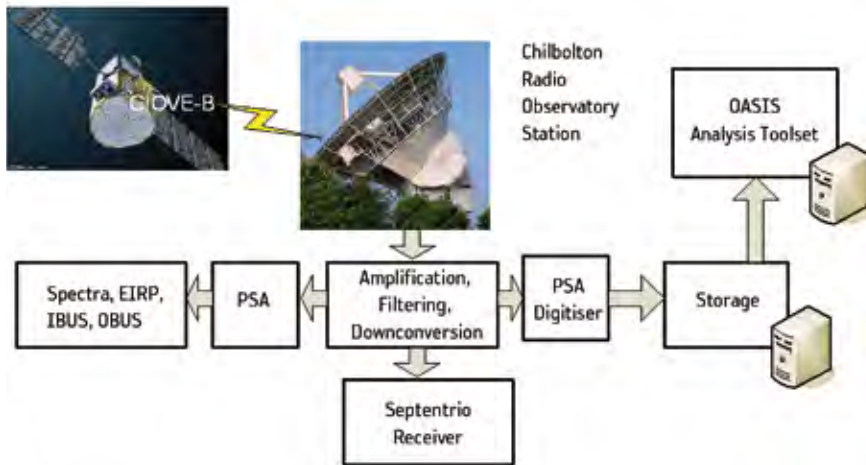 GIOVE-B
Chilbolton
Radio
Observatory
Station
OASIS
Analysis Toolset
Spectra, EIRP,
IBUS, OBUS
PSA
Amplification,
Filtering,
Downconversion
PSA
Digitiser
Storage
Septentrio
Receiver